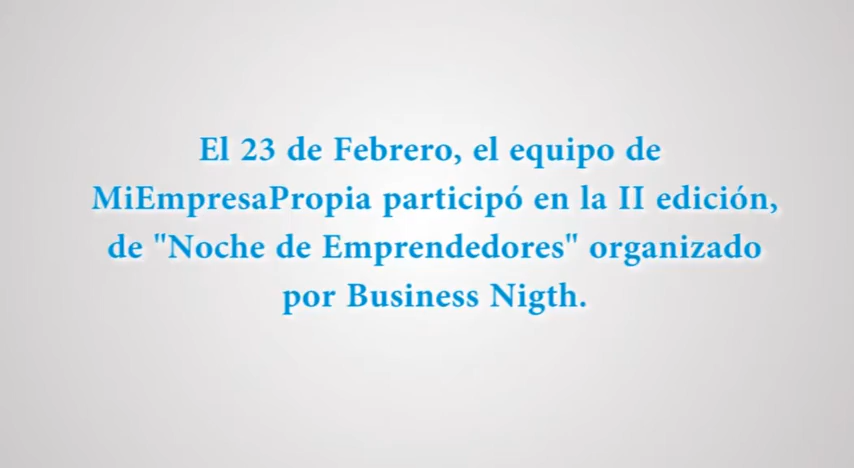 El 23 de Febrero, el equipo de
MiEmpresaPropia participó en la II edición,
de "Noche de Emprendedores" organizado
por Business Nigth.